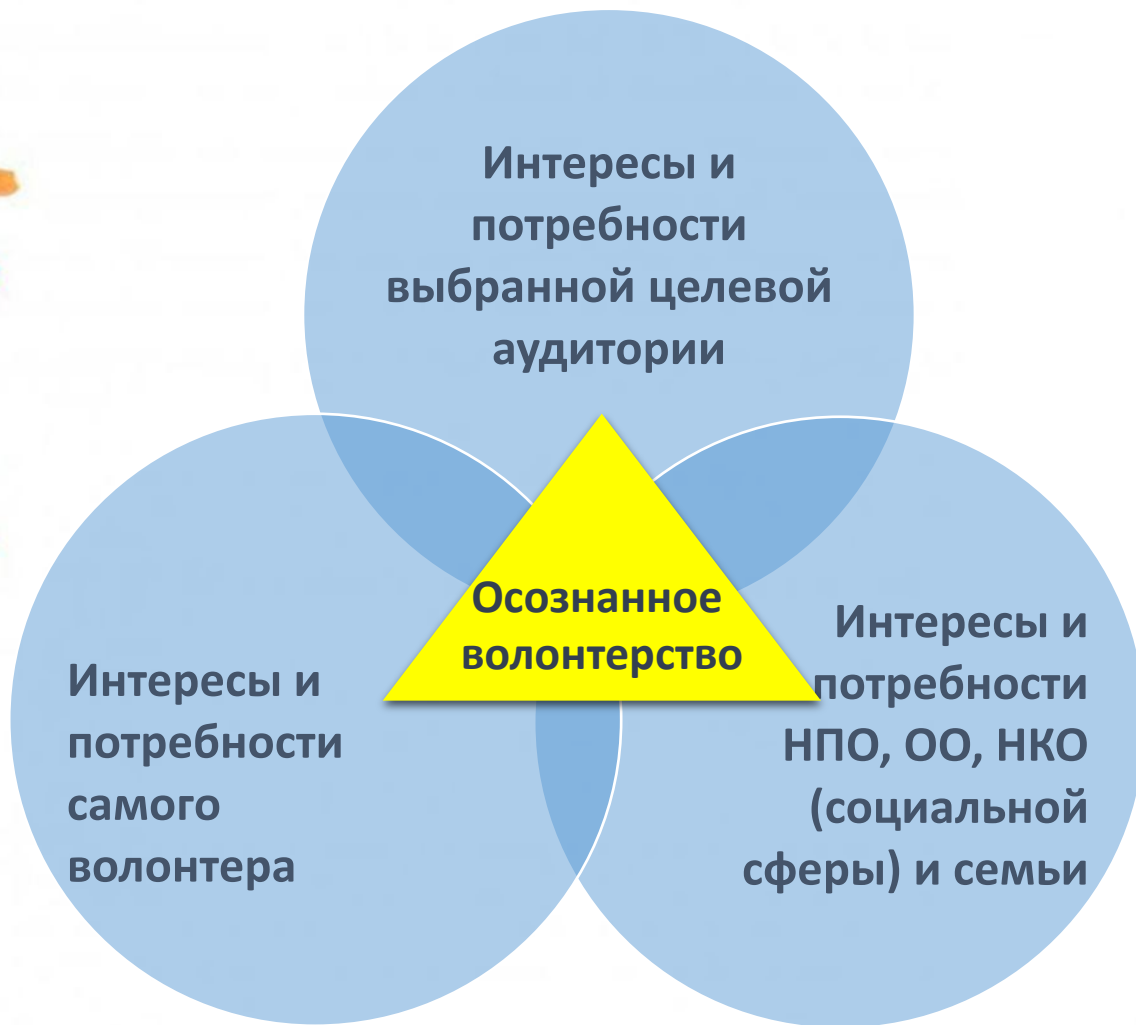 Интересы и
потребности
выбранной целевой
аудитории
Осознанное
волонтерство
Интересы и
потребности
самого
волонтера
Интересы и
потребности
НПО, ОО, НКО
(социальной
сферы) и семьи